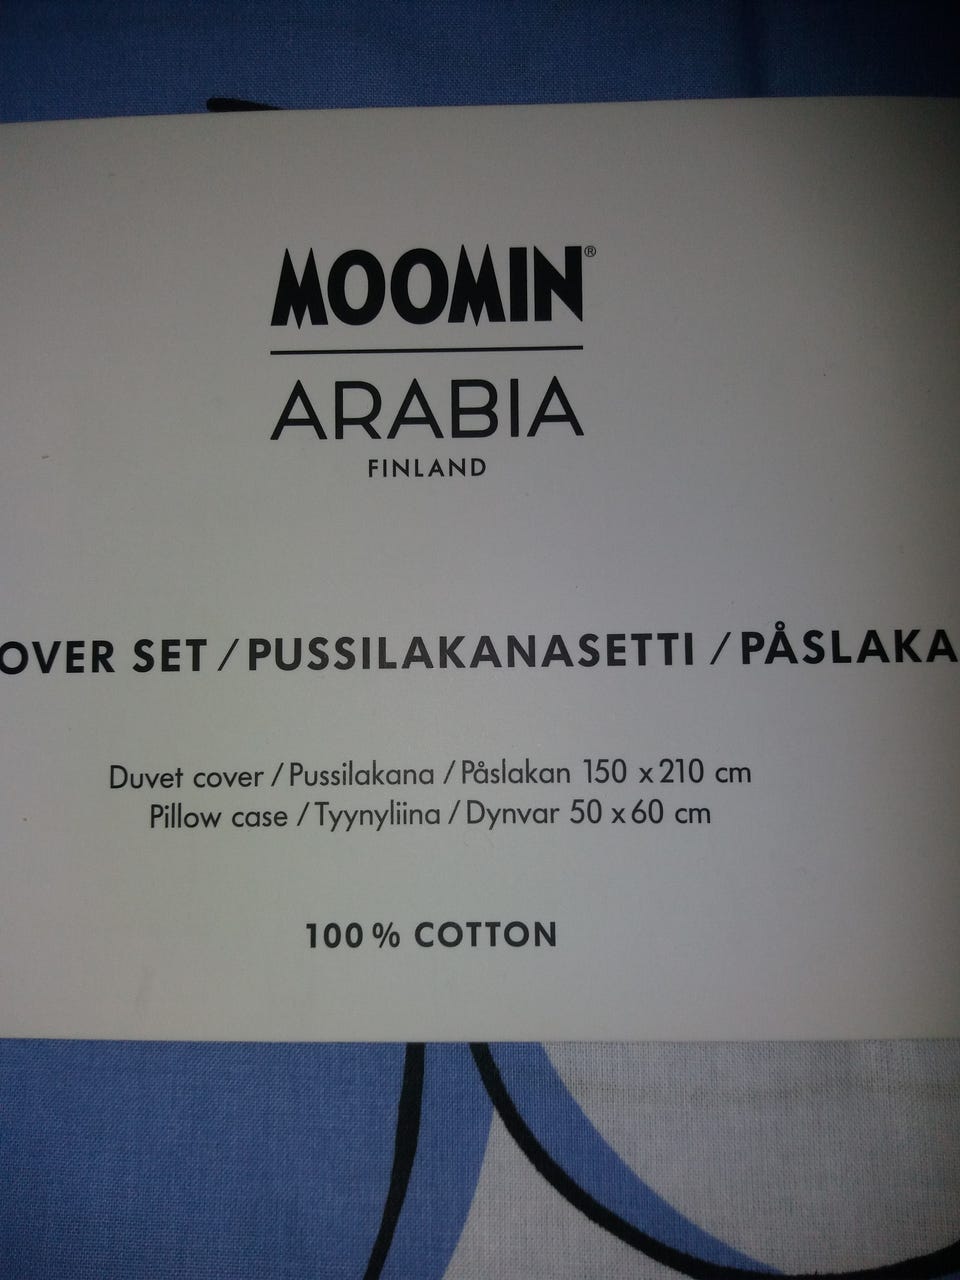 MOOMIN®
ARABIA
FINLAND
OVER SET / PUSSILAKANASETTI / PÅSLAKA
Duvet cover / Pussilakana / Påslakan 150 x 210 cm
Pillow case / Tyynyliina / Dynvar 50 x 60 cm
100 % COTTON